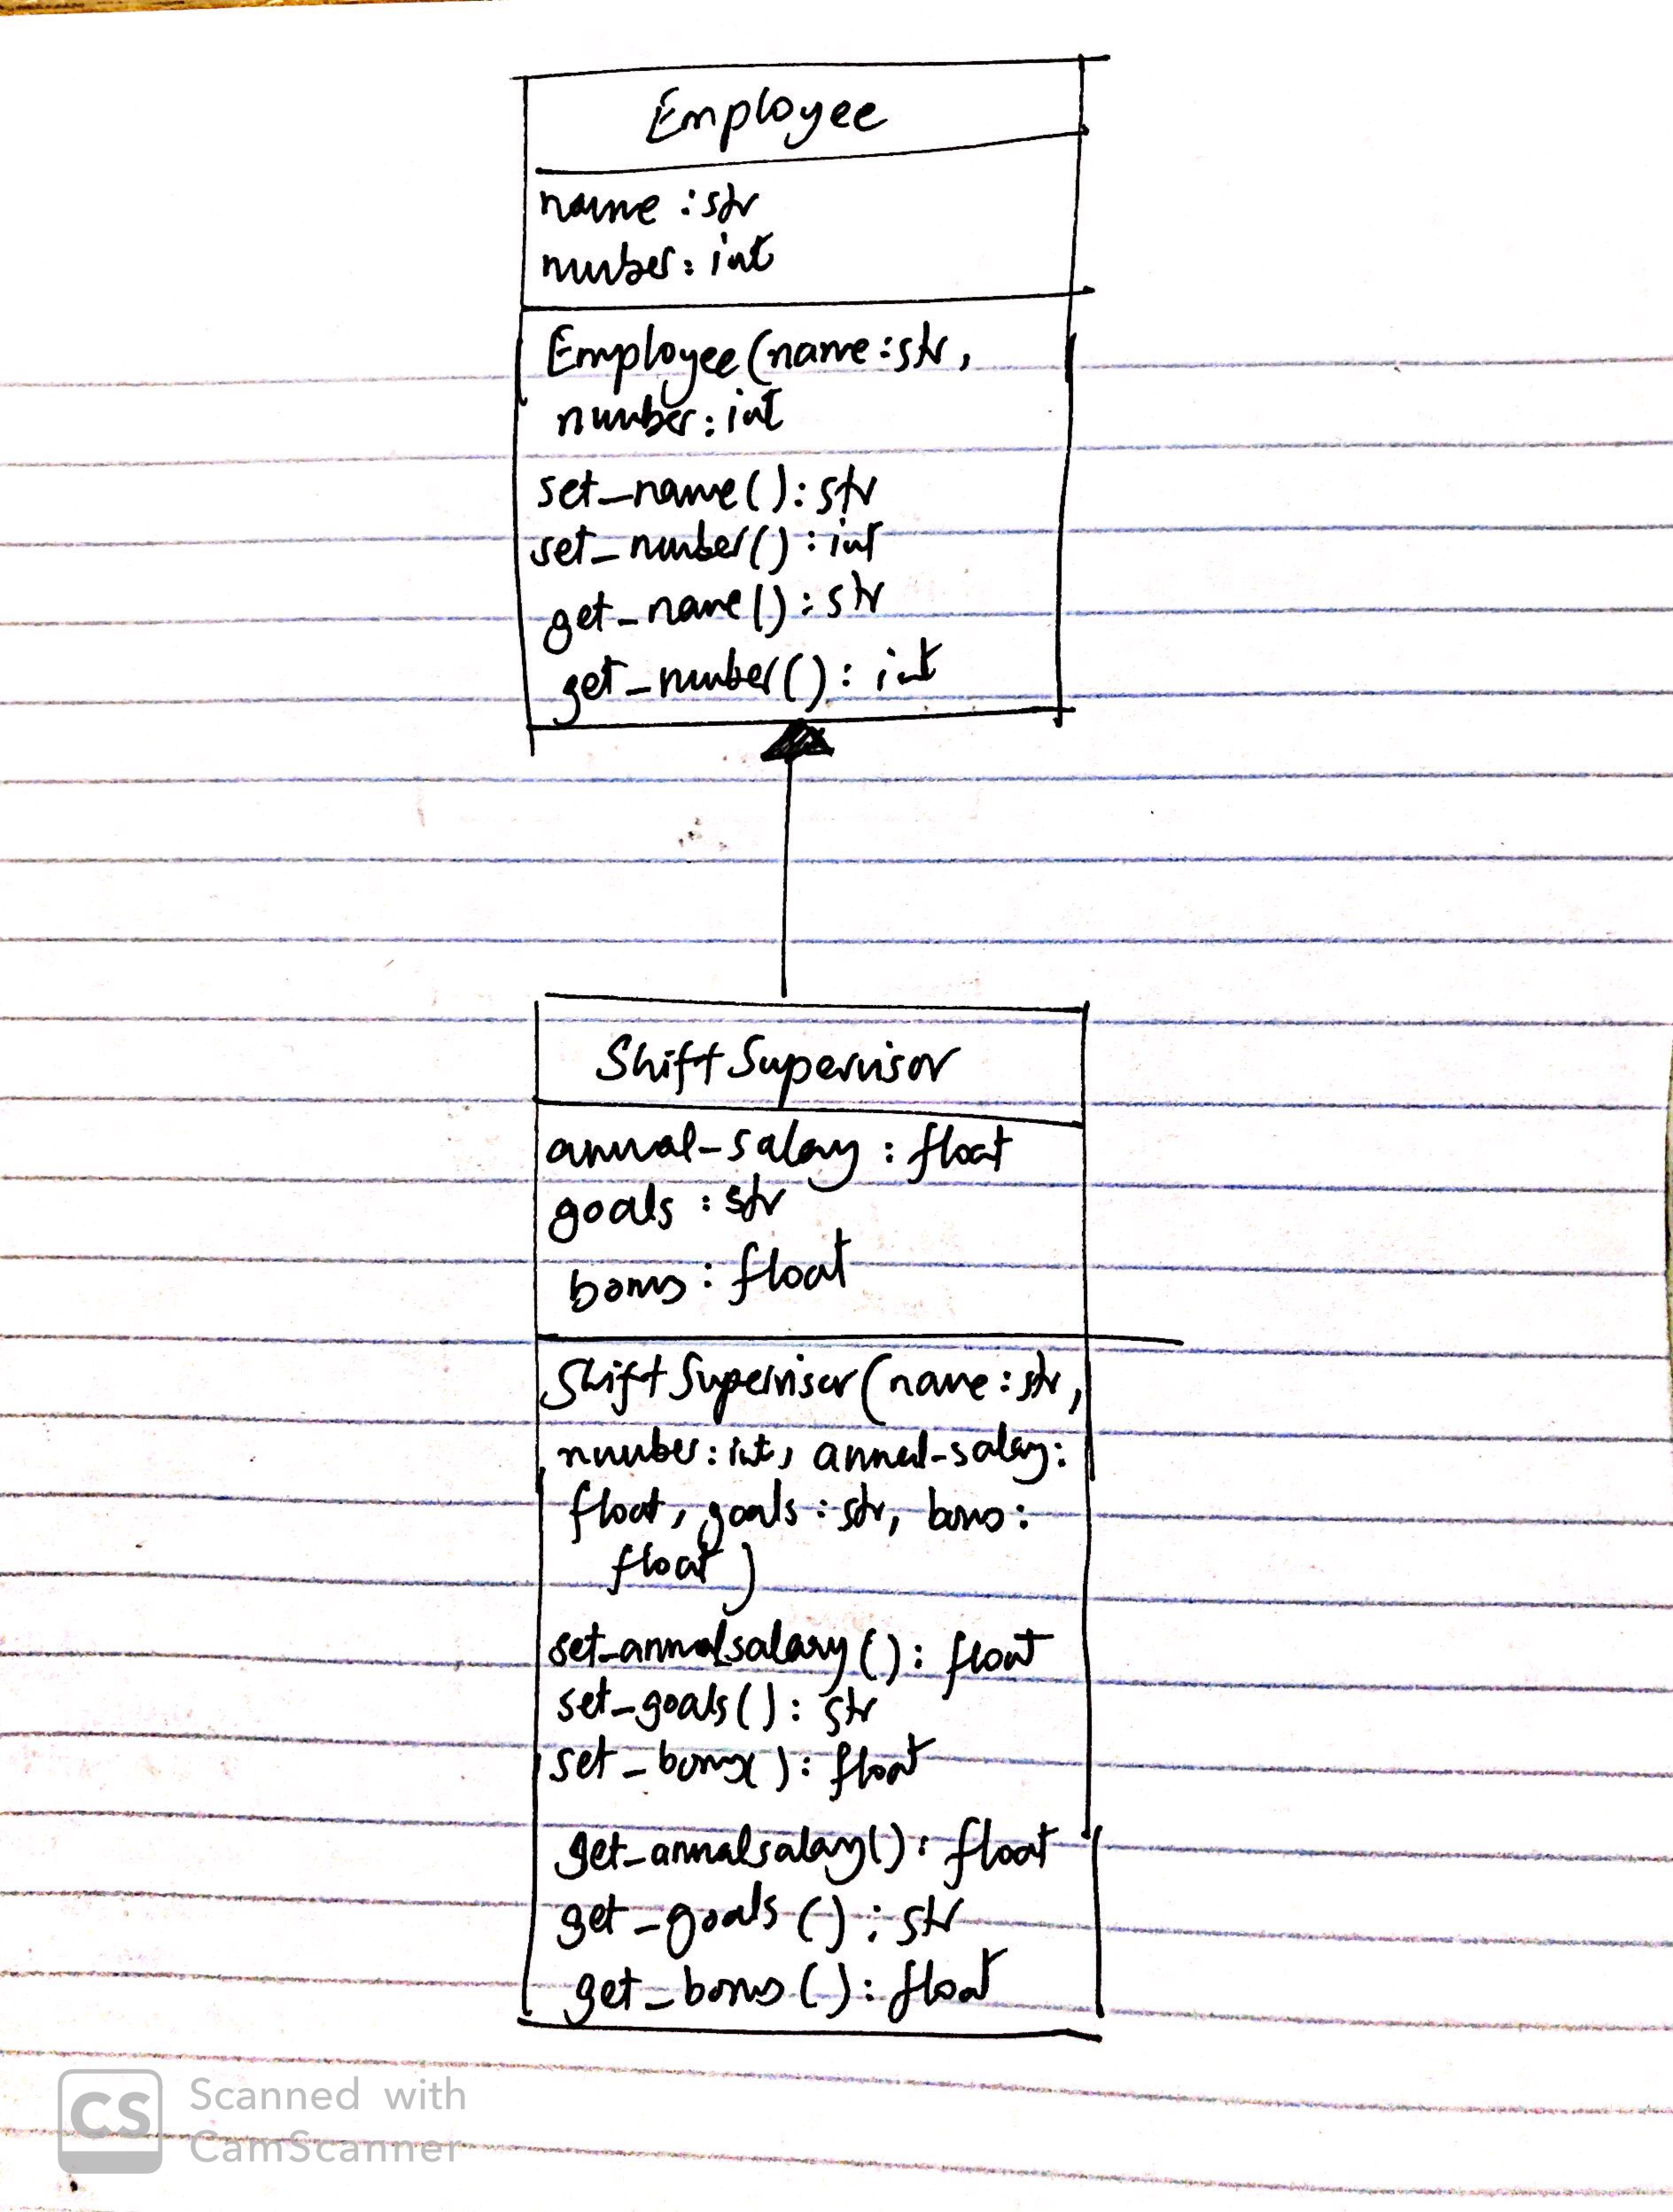 Employee
name : str
number : int
Employee(name : str,
number : int
set_name() : str
set_number() : int
get_name() : str
get_number() : int
ShiftSupervisor
annual-salary : float
goals : str
bonus : float
ShiftSupervisor(name : str,
number : int, annual-salary :
float, goals : str, bonus :
float)
set_annualsalary() : float
set_goals() : str
set_bonus() : float
get_annualsalary() : float
get_goals() : str
get_bonus() : float
CS
Scanned with
CamScanner